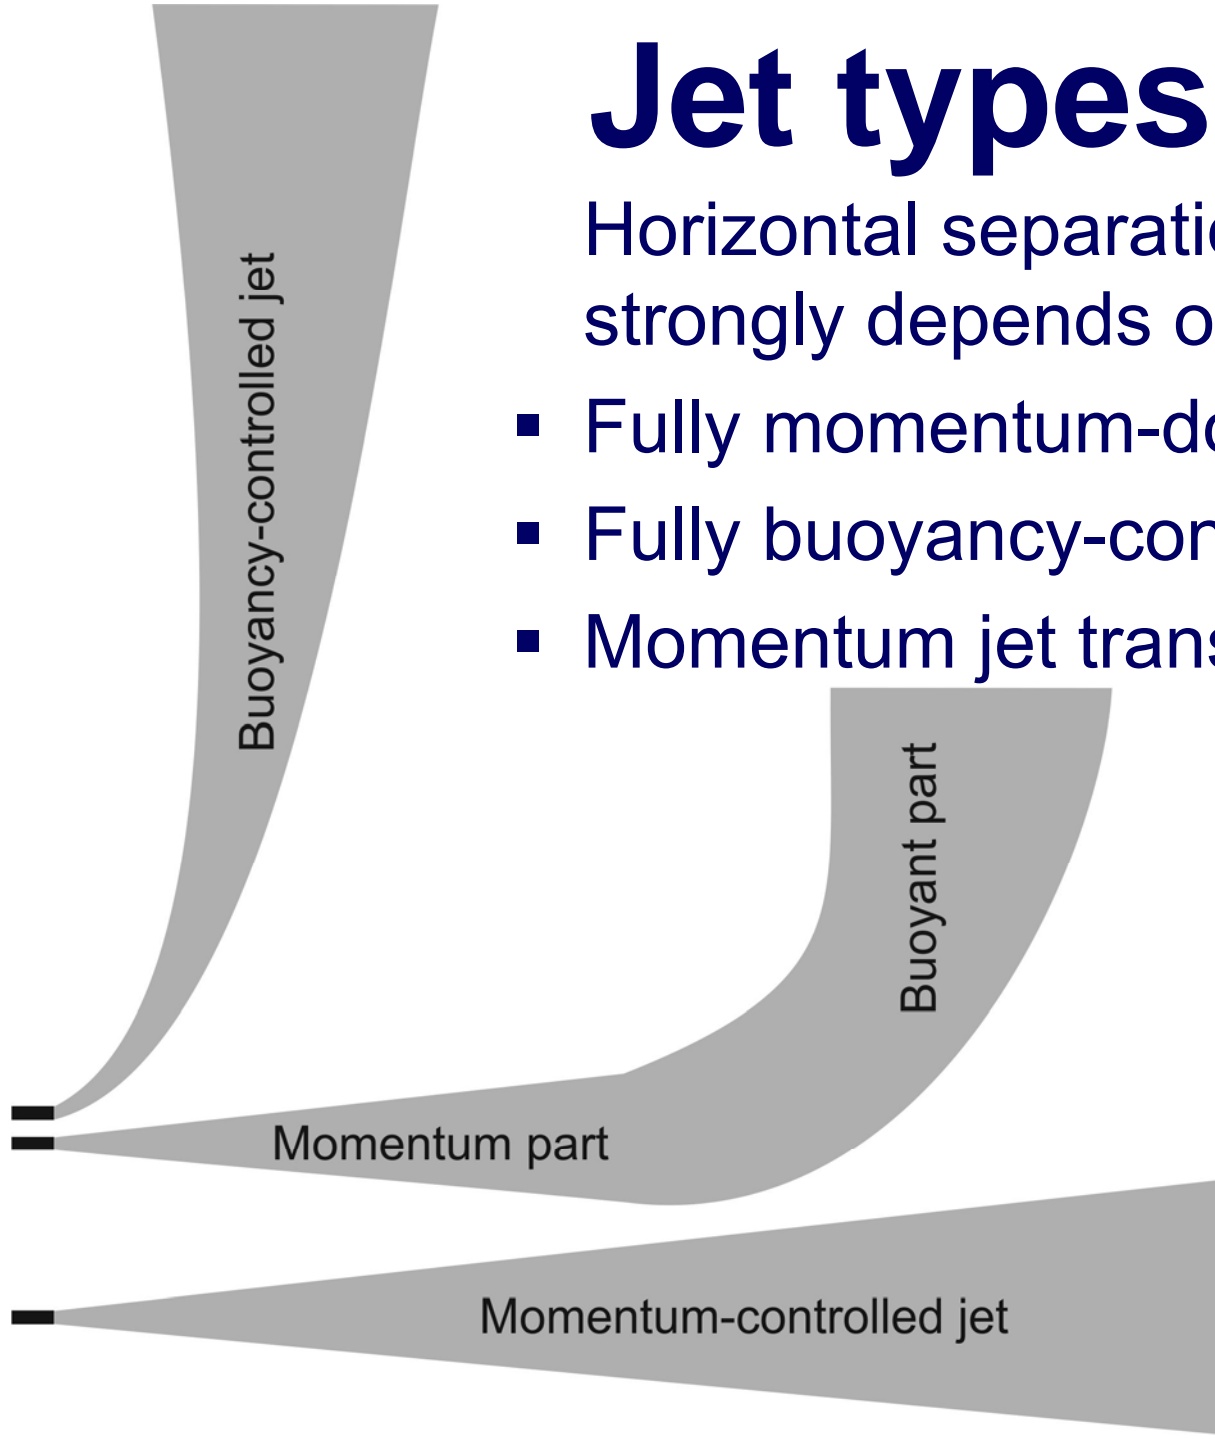 Jet types
Horizontal separatio
strongly depends o
▪ Fully momentum-do
▪ Fully buoyancy-con
▪ Momentum jet trans
Buoyancy-controlled jet
Buoyant part
Momentum part
Momentum-controlled jet